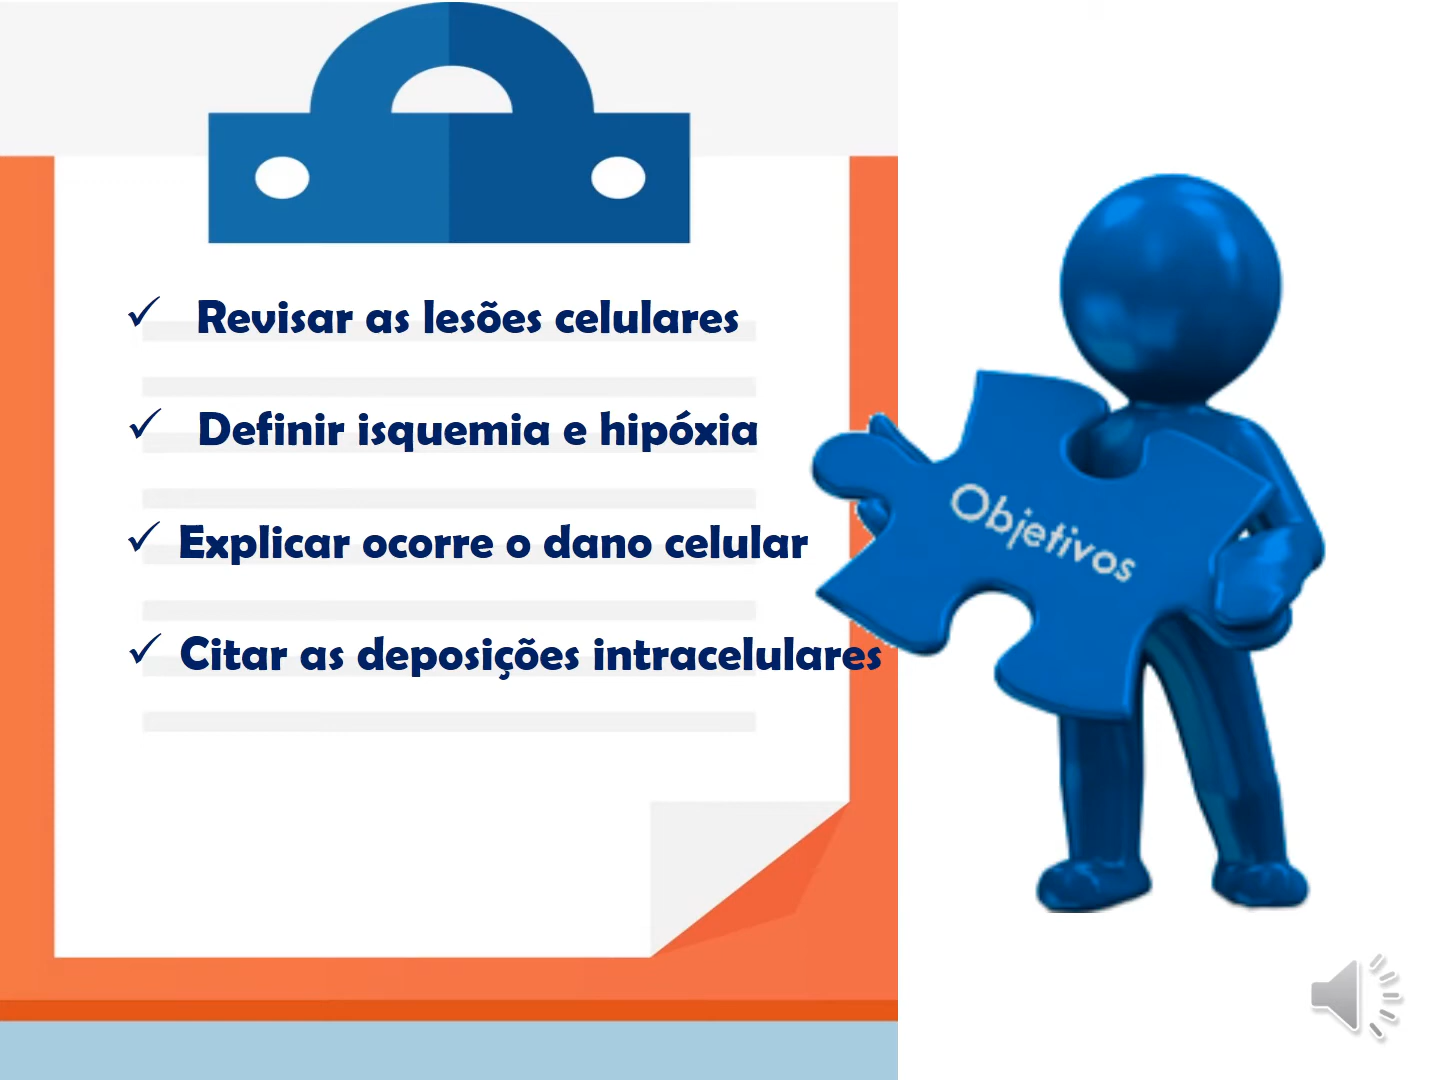 ✓ Revisar as lesões celulares
✓ Definir isquemia e hipóxia
✓ Explicar ocorre o dano celular
✓ Citar as deposições intracelulares
Objetivos